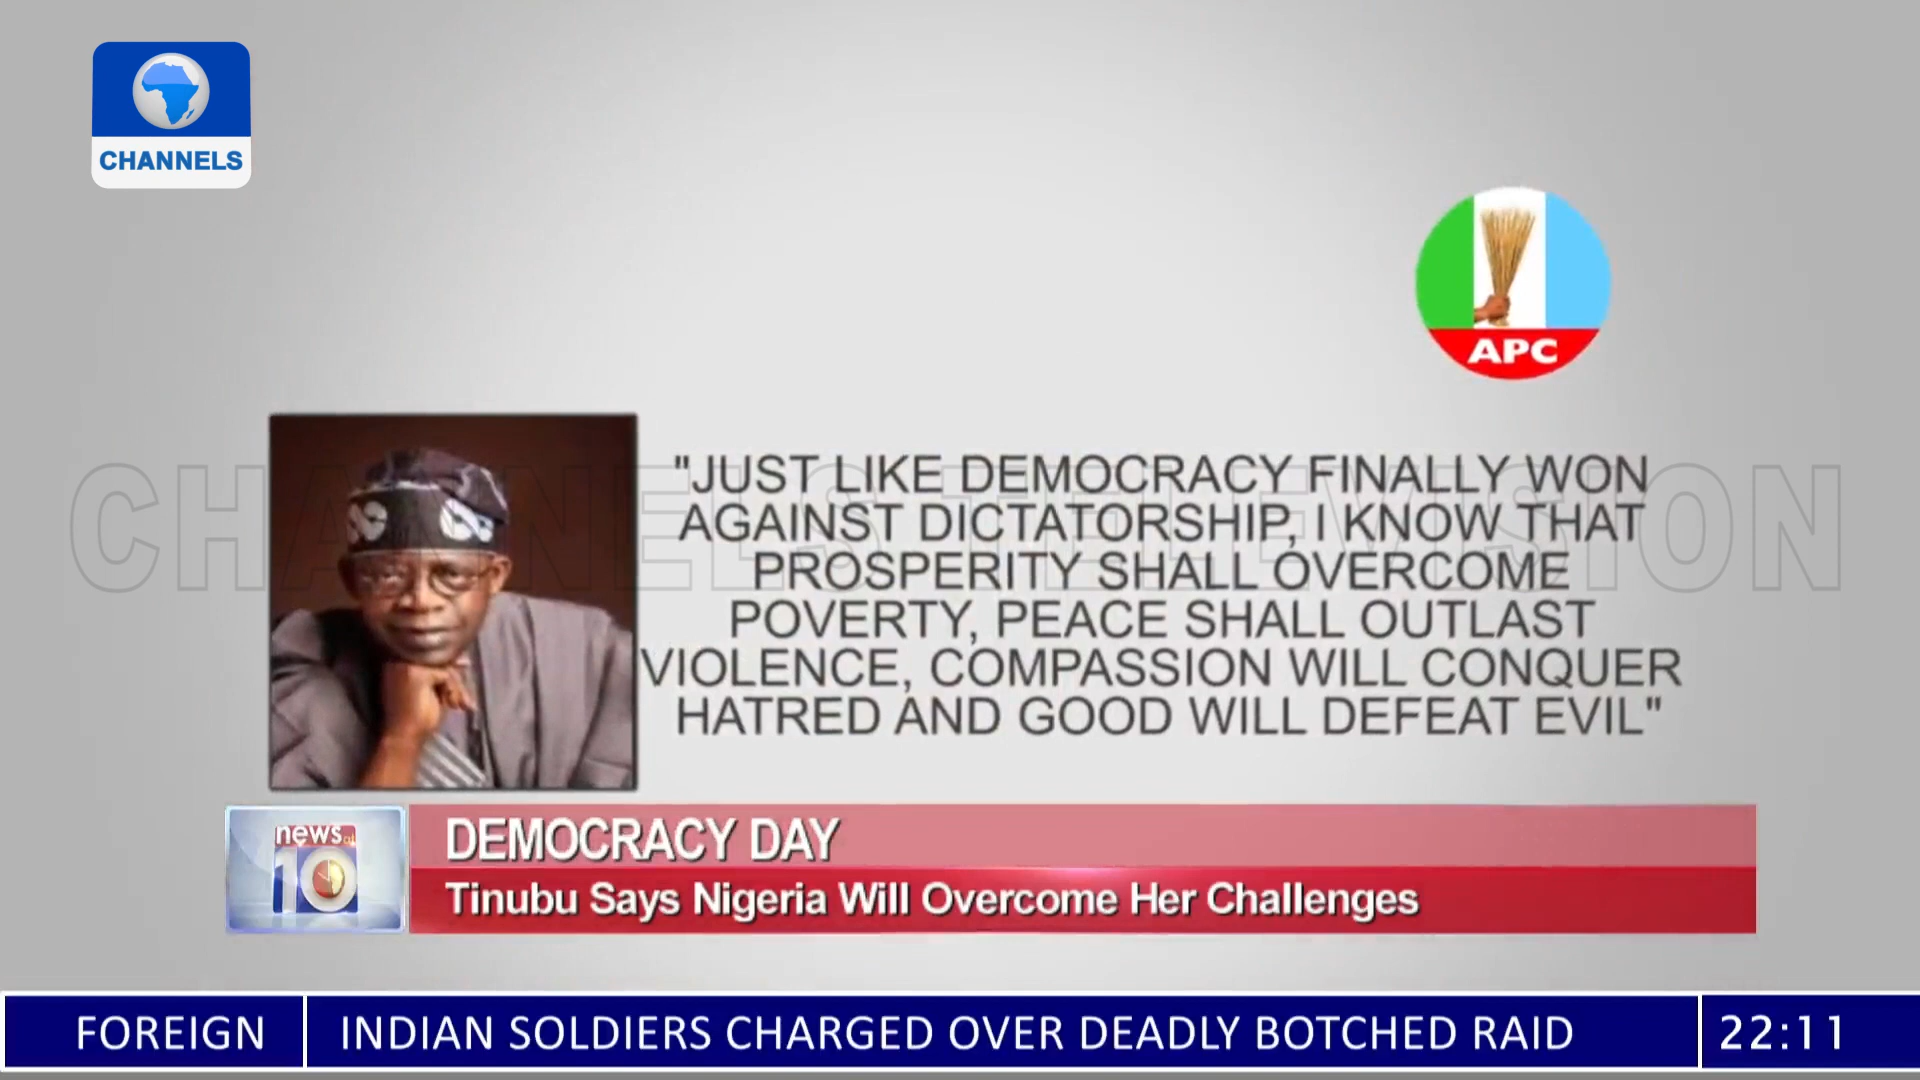 CHANNELS
APC
CHANNELS TELEVISION
"JUST LIKE DEMOCRACY FINALLY WON
AGAINST DICTATORSHIP, I KNOW THAT
PROSPERITY SHALL OVERCOME
POVERTY, PEACE SHALL OUTLAST
VIOLENCE, COMPASSION WILL CONQUER
HATRED AND GOOD WILL DEFEAT EVIL"
news at
10
DEMOCRACY DAY
Tinubu Says Nigeria Will Overcome Her Challenges
FOREIGN
INDIAN SOLDIERS CHARGED OVER DEADLY BOTCHED RAID
22:11